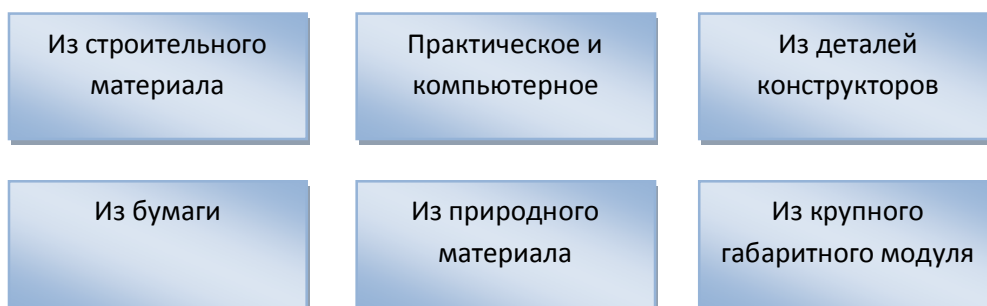 Из строительного
материала
Практическое и
компьютерное
Из деталей
конструкторов
Из бумаги
Из природного
материала
Из крупного
габаритного модуля